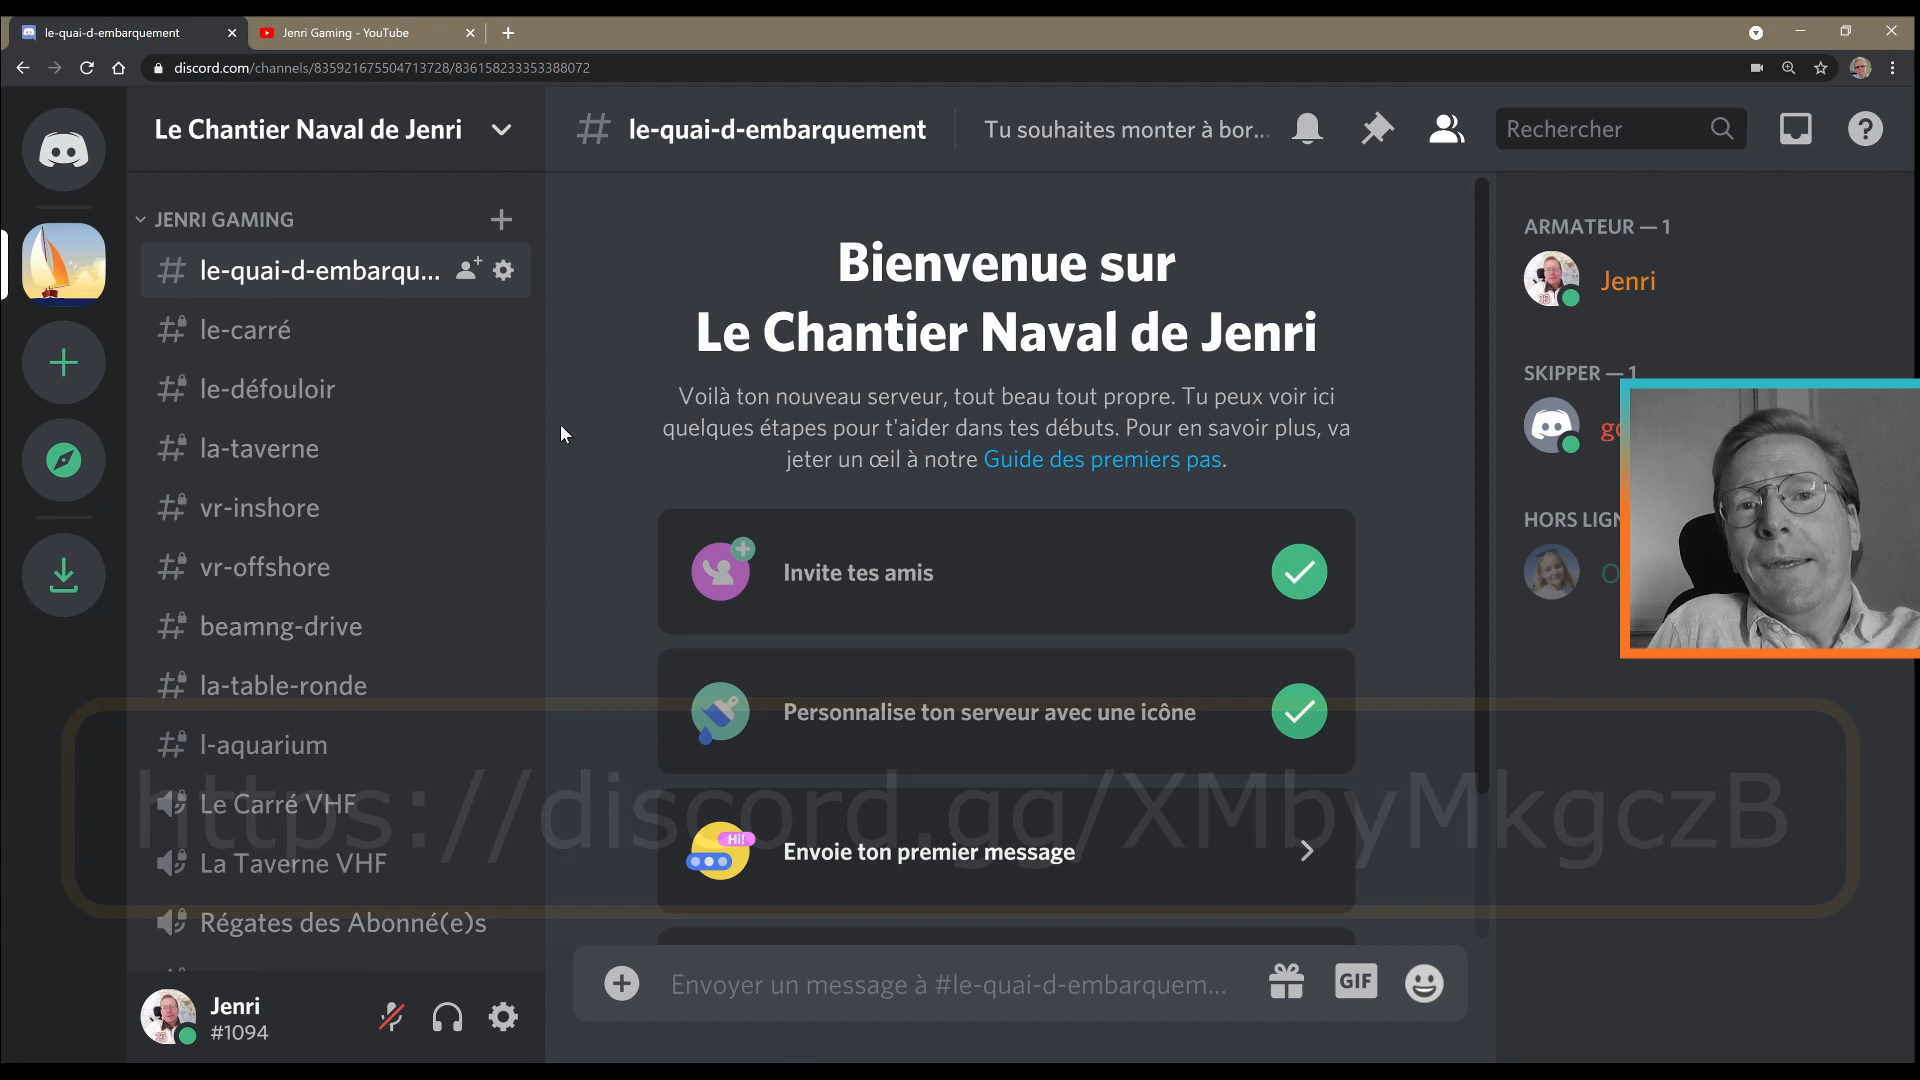 le-quai-d-embarquement
Jenri Gaming - YouTube
discord.com/channels/835921675504713728/836158233353388072
Le Chantier Naval de Jenri
le-quai-d-embarquement
Tu souhaites monter à bor...
Rechercher
JENRI GAMING
le-quai-d-embarqu...
le-carré
le-défouloir
la-taverne
vr-inshore
vr-offshore
beamng-drive
la-table-ronde
l-aquarium
Le Carré VHF
La Taverne VHF
Régates des Abonné(e)s
Jenri
#1094
Bienvenue sur
Le Chantier Naval de Jenri
Voilà ton nouveau serveur, tout beau tout propre. Tu peux voir ici
quelques étapes pour t'aider dans tes débuts. Pour en savoir plus, va
jeter un œil à notre Guide des premiers pas.
Invite tes amis
Personnalise ton serveur avec une icône
Hi!
Envoie ton premier message
https://discord.gg/XMbyMkgczB
Envoyer un message à #le-quai-d-embarquem...
GIF
ARMATEUR — 1
Jenri
SKIPPER — 1
HORS LIGN